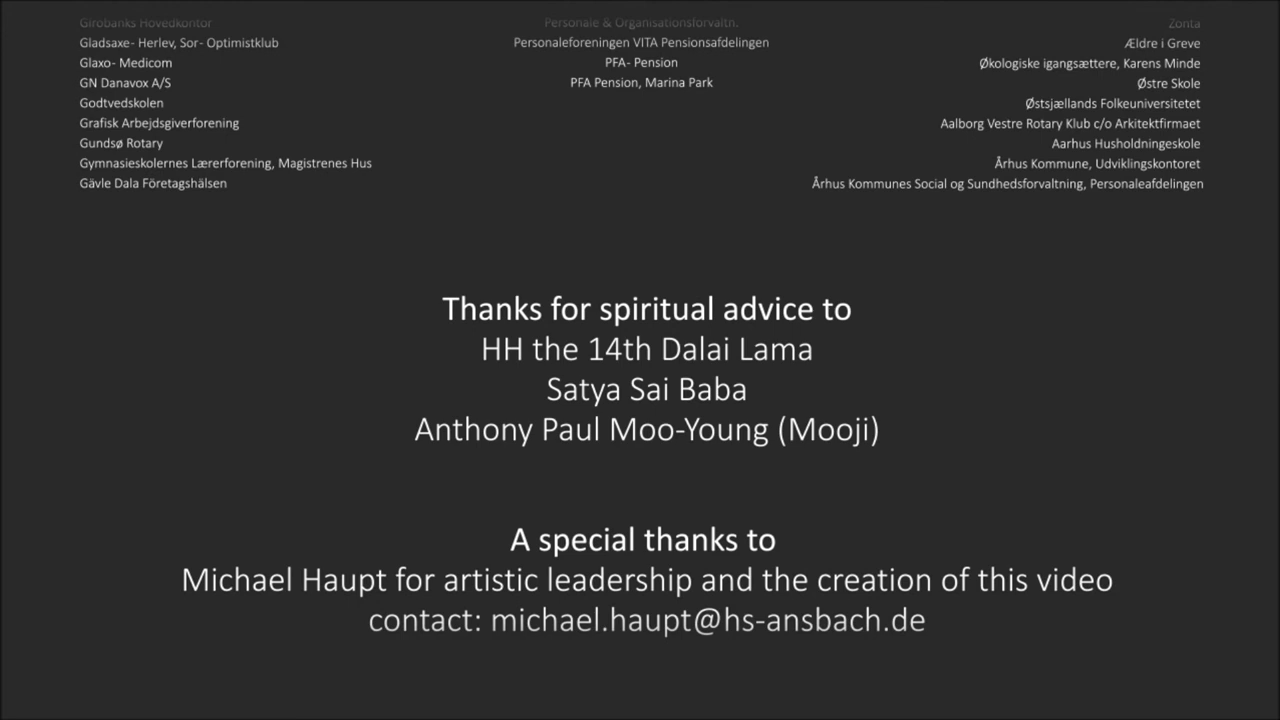 Girobanks Hovedkontor
Gladsaxe- Herlev, Sor- Optimistklub
Glaxo- Medicom
GN Danavox A/S
Godtvedskolen
Grafisk Arbejdsgiverforening
Gundsø Rotary
Gymnasieskolernes Lærerforening, Magistrenes Hus
Gävle Dala Företagshälsen
Personale & Organisationsforvaltn.
Personaleforeningen VITA Pensionsafdelingen
PFA- Pension
PFA Pension, Marina Park
Zonta
Ældre i Greve
Økologiske igangsættere, Karens Minde
Østre Skole
Østsjællands Folkeuniversitetet
Aalborg Vestre Rotary Klub c/o Arkitektfirmaet
Aarhus Husholdningeskole
Århus Kommune, Udviklingskontoret
Århus Kommunes Social og Sundhedsforvaltning, Personaleafdelingen
Thanks for spiritual advice to
HH the 14th Dalai Lama
Satya Sai Baba
Anthony Paul Moo-Young (Mooji)
A special thanks to
Michael Haupt for artistic leadership and the creation of this video
contact: michael.haupt@hs-ansbach.de